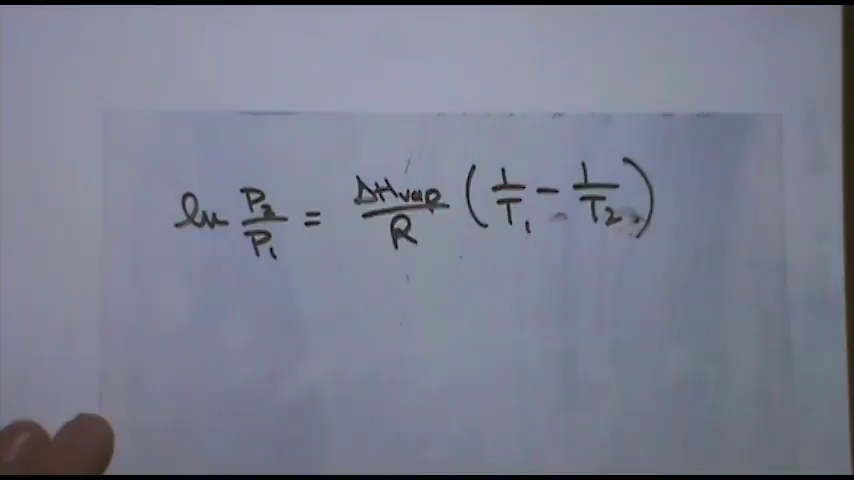 ln P₂/P₁ = ΔHvap/R (1/T₁ − 1/T₂)